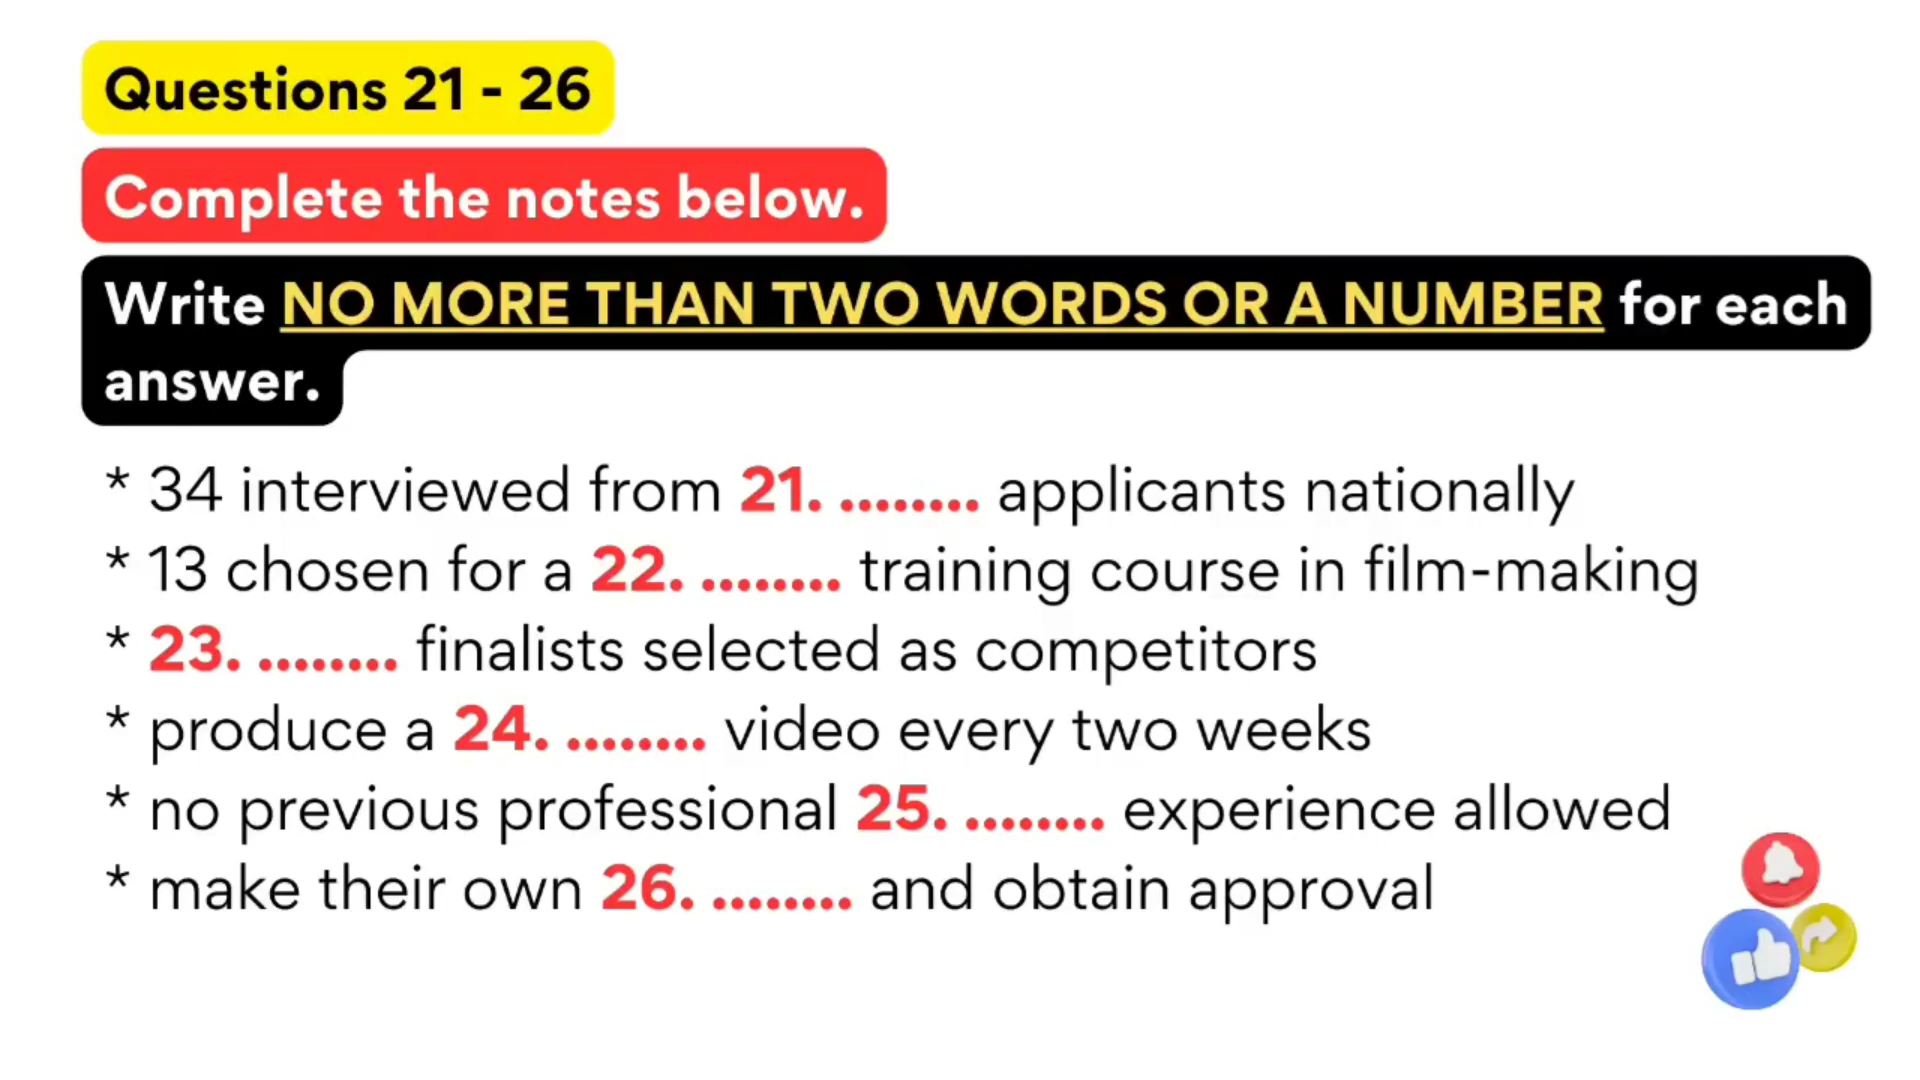 Questions 21 - 26
Complete the notes below.
Write NO MORE THAN TWO WORDS OR A NUMBER for each
answer.
* 34 interviewed from 21. ........ applicants nationally
* 13 chosen for a 22. ........ training course in film-making
* 23. ........ finalists selected as competitors
* produce a 24. ........ video every two weeks
* no previous professional 25. ........ experience allowed
* make their own 26. ........ and obtain approval